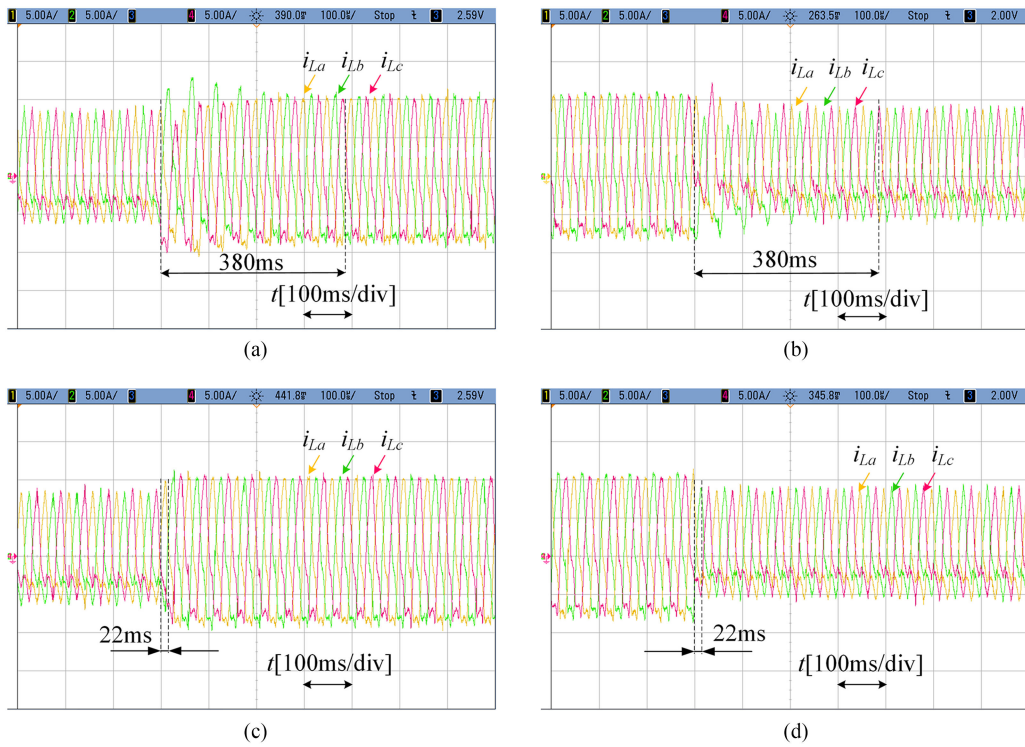 1 5.00A/ 2 5.00A/ 3 4 5.00A/ 390.0 100.0 / Stop 3 2.59V
iLa iLb iLc
380ms
t[100ms/div]
(a)
1 5.00A/ 2 5.00A/ 3 4 5.00A/ 263.5 100.0 / Stop 3 2.00V
iLa iLb iLc
380ms
t[100ms/div]
(b)
1 5.00A/ 2 5.00A/ 3 4 5.00A/ 441.8 100.0 / Stop 3 2.59V
iLa iLb iLc
22ms
t[100ms/div]
(c)
1 5.00A/ 2 5.00A/ 3 4 5.00A/ 345.8 100.0 / Stop 3 2.00V
iLa iLb iLc
22ms
t[100ms/div]
(d)